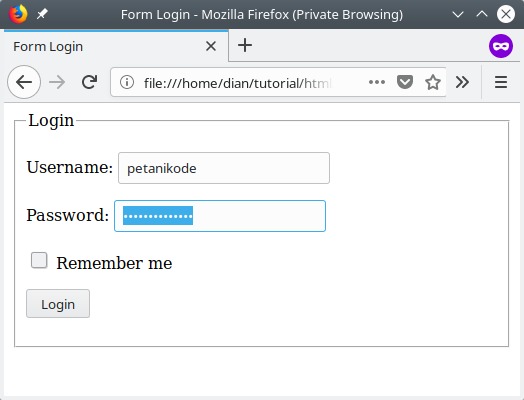 Form Login - Mozilla Firefox (Private Browsing)
Form Login
file:///home/dian/tutorial/html
Login
Username: petanikode
Password: ••••••••••••••
Remember me
Login